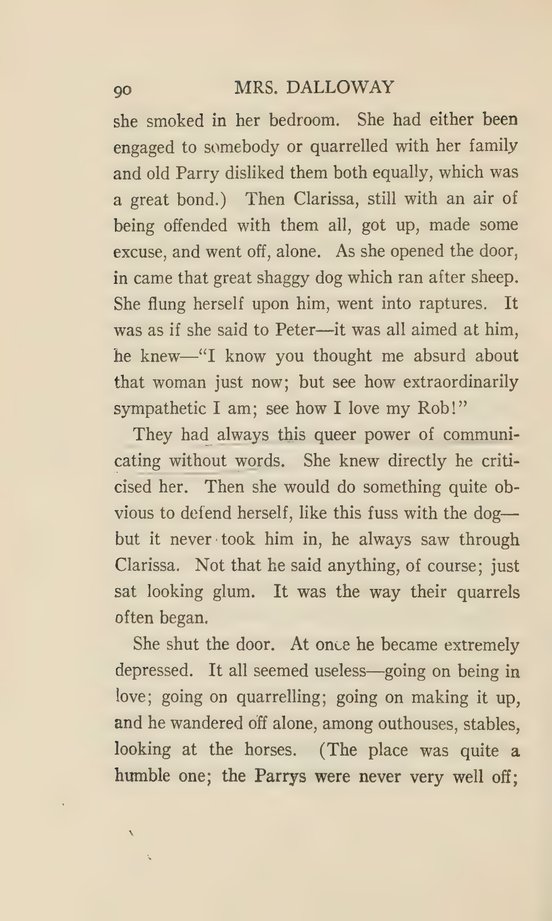 90 MRS. DALLOWAY
she smoked in her bedroom. She had either been
engaged to somebody or quarrelled with her family
and old Parry disliked them both equally, which was
a great bond.) Then Clarissa, still with an air of
being offended with them all, got up, made some
excuse, and went off, alone. As she opened the door,
in came that great shaggy dog which ran after sheep.
She flung herself upon him, went into raptures. It
was as if she said to Peter—it was all aimed at him,
he knew—“I know you thought me absurd about
that woman just now; but see how extraordinarily
sympathetic I am; see how I love my Rob!”
They had always this queer power of communi-
cating without words. She knew directly he criti-
cised her. Then she would do something quite ob-
vious to defend herself, like this fuss with the dog—
but it never took him in, he always saw through
Clarissa. Not that he said anything, of course; just
sat looking glum. It was the way their quarrels
often began.
She shut the door. At once he became extremely
depressed. It all seemed useless—going on being in
love; going on quarrelling; going on making it up,
and he wandered off alone, among outhouses, stables,
looking at the horses. (The place was quite a
humble one; the Parrys were never very well off;